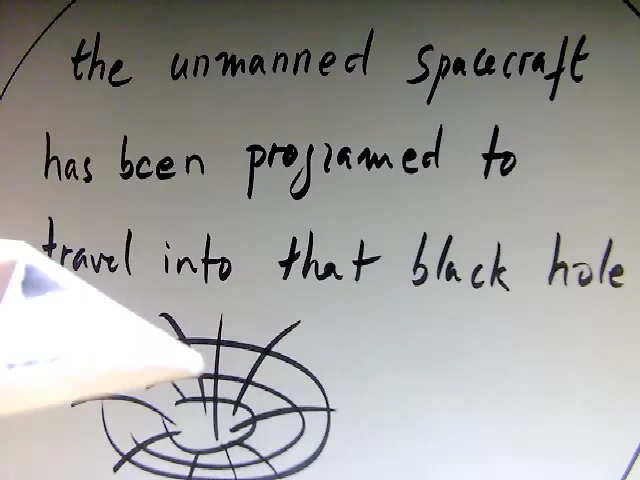 the unmanned spacecraft
has been programed to
travel into that black hole